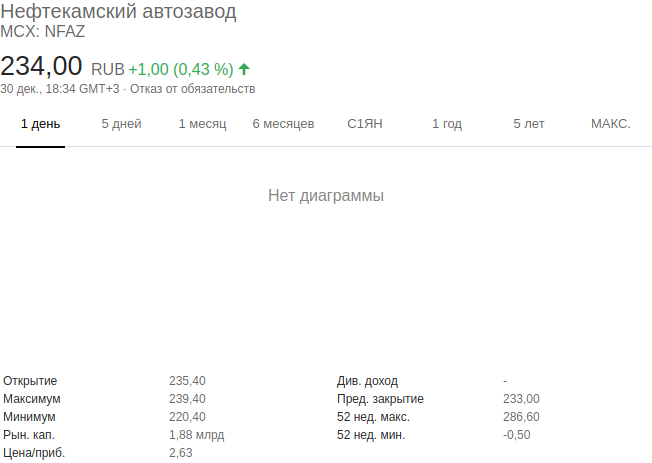 Нефтекамский автозавод
MCX: NFAZ
234,00 RUB +1,00 (0,43 %)
30 дек., 18:34 GMT+3 · Отказ от обязательств
1 день 5 дней 1 месяц 6 месяцев С1ЯН 1 год 5 лет МАКС.
Нет диаграммы
Открытие 235,40 Див. доход -
Максимум 239,40 Пред. закрытие 233,00
Минимум 220,40 52 нед. макс. 286,60
Рын. кап. 1,88 млрд 52 нед. мин. -0,50
Цена/приб. 2,63